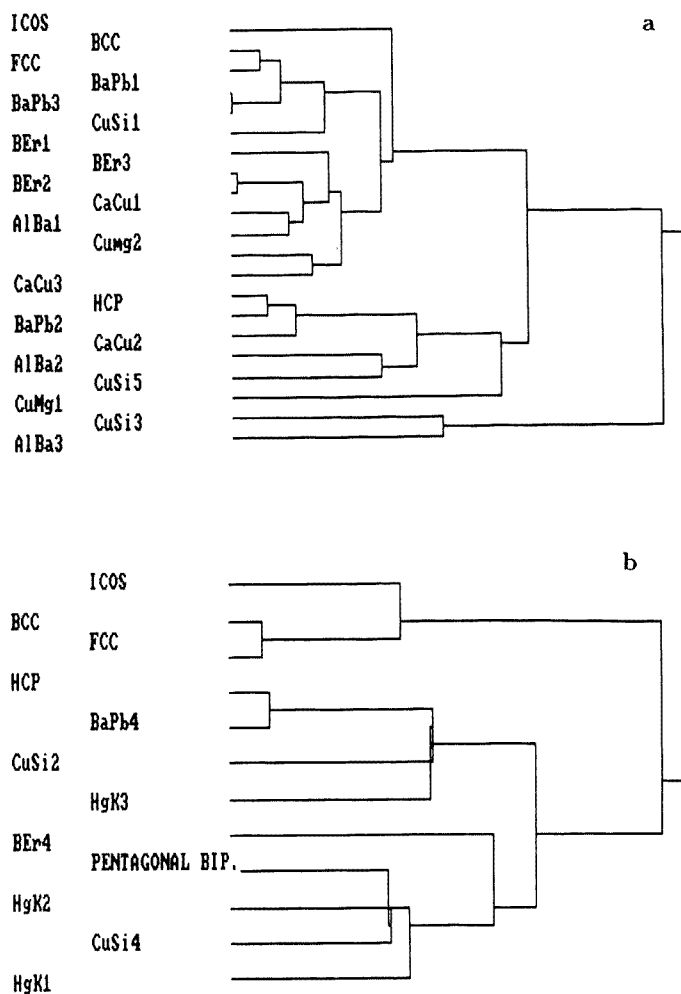 ICOS
a
BCC
FCC
BaPb1
BaPb3
CuSi1
BEr1
BEr3
BEr2
CaCu1
AlBa1
Cumg2
CaCu3
HCP
BaPb2
CaCu2
AlBa2
CuSi5
CuMg1
CuSi3
AlBa3
b
ICOS
BCC
FCC
HCP
BaPb4
CuSi2
HgK3
BEr4
PENTAGONAL BIP.
HgK2
CuSi4
HgK1